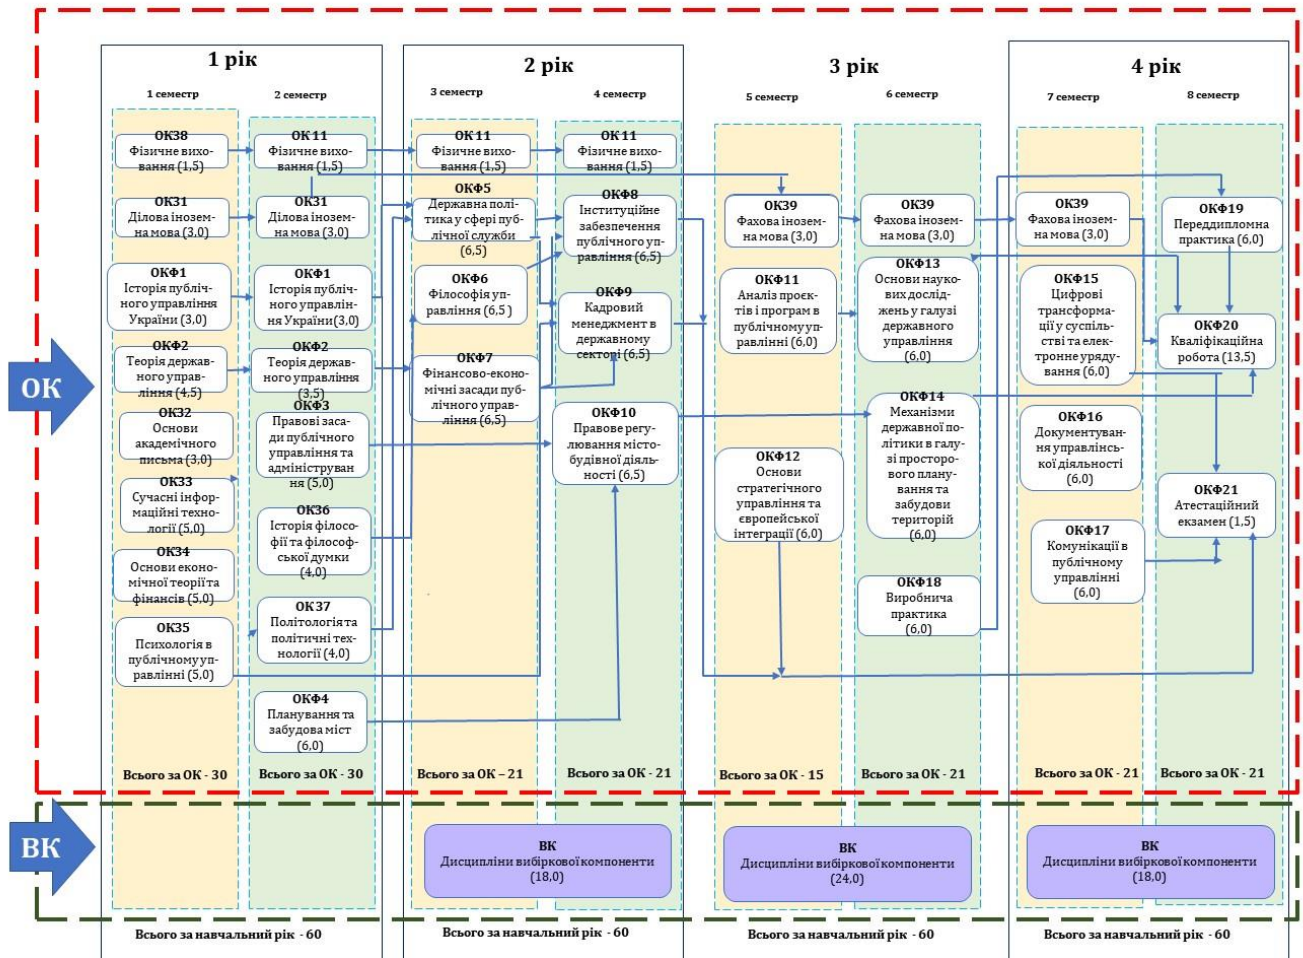 1 рік
1 семестр
2 семестр
ОК38
Фізичне вихо-
вання (1,5)
ОК31
Ділова інозем-
на мова (3,0)
ОКФ1
Історія публічного управління
України (3,0)
ОКФ2
Теорія держав-
ного управ-
ління (4,5)
ОК32
Основи
академічного
письма (3,0)
ОК33
Сучасні інфор-
маційні техно-
логії (5,0)
ОК34
Основи еконо-
мічної теорії та
фінансів (5,0)
ОК35
Психологія в
публічному уп-
равлінні (5,0)
Всього за ОК - 30
ОК 11
Фізичне вихо-
вання (1,5)
ОК31
Ділова інозем-
на мова (3,0)
ОКФ1
Історія
публічного
управлін-
ня України(3,0)
ОКФ2
Теорія держав-
ного управління
(3,5)
ОКФ3
Правові заса-
ди публічного
управління та
адмініструван
ня (5,0)
ОК36
Історія філосо-
фії та філософ-
ської думки
(4,0)
ОК37
Політологія та
політичні тех-
нології (4,0)
ОКФ4
Планування та
забудова міст
(6,0)
Всього за ОК - 30
2 рік
3 семестр
4 семестр
ОК 11
Фізичне вихо-
вання (1,5)
ОКФ5
Державна полі-
тика у сфері пуб-
лічної служби
(6,5)
ОКФ6
Філософія уп-
равління (6,5)
ОКФ7
Фінансово-еконо-
мічні засади пуб-
лічного управ-
ління (6,5)
Всього за ОК – 21
ОК 11
Фізичне вихо-
вання (1,5)
ОКФ8
Інституційне
забезпечення
публічного уп-
равління (6,5)
ОКФ9
Кадровий
менеджмент в
державному
секторі (6,5)
ОКФ10
Правове регу-
лювання місто-
будівної діяль-
ності (6,5)
Всього за ОК - 21
3 рік
5 семестр
6 семестр
ОК39
Фахова інозем-
на мова (3,0)
ОКФ11
Аналіз проєк-
тів і програм в
публічному уп-
равлінні (6,0)
ОКФ12
Основи
стратегічного
управління та
європейської
інтеграції (6,0)
Всього за ОК - 15
ОК39
Фахова інозем-
на мова (3,0)
ОКФ13
Основи науко-
вих дослід-
жень у галузі
державного
управління
(6,0)
ОКФ14
Механізми
державної по-
літики в галу-
зі просторо-
вого плану-
вання та
забудови
територій
(6,0)
ОКФ18
Виробнича
практика
(6,0)
Всього за ОК - 21
4 рік
7 семестр
8 семестр
ОК39
Фахова інозем-
на мова (3,0)
ОКФ15
Цифрові
трансформа-
ції у суспіль-
стві та елек-
тронне уряду-
вання (6,0)
ОКФ16
Документуван-
ня управлінсь-
кої діяльності
(6,0)
ОКФ17
Комунікації в
публічному
управлінні
(6,0)
Всього за ОК - 21
ОКФ19
Переддипломна
практика (6,0)
ОКФ20
Кваліфікаційна
робота (13,5)
ОКФ21
Атестаційний
екзамен (1,5)
Всього за ОК - 21
ОК
ВК
ВК
Дисципліни вибіркової компоненти
(18,0)
ВК
Дисципліни вибіркової компоненти
(24,0)
ВК
Дисципліни вибіркової компоненти
(18,0)
Всього за навчальний рік - 60
Всього за навчальний рік - 60
Всього за навчальний рік - 60
Всього за навчальний рік - 60